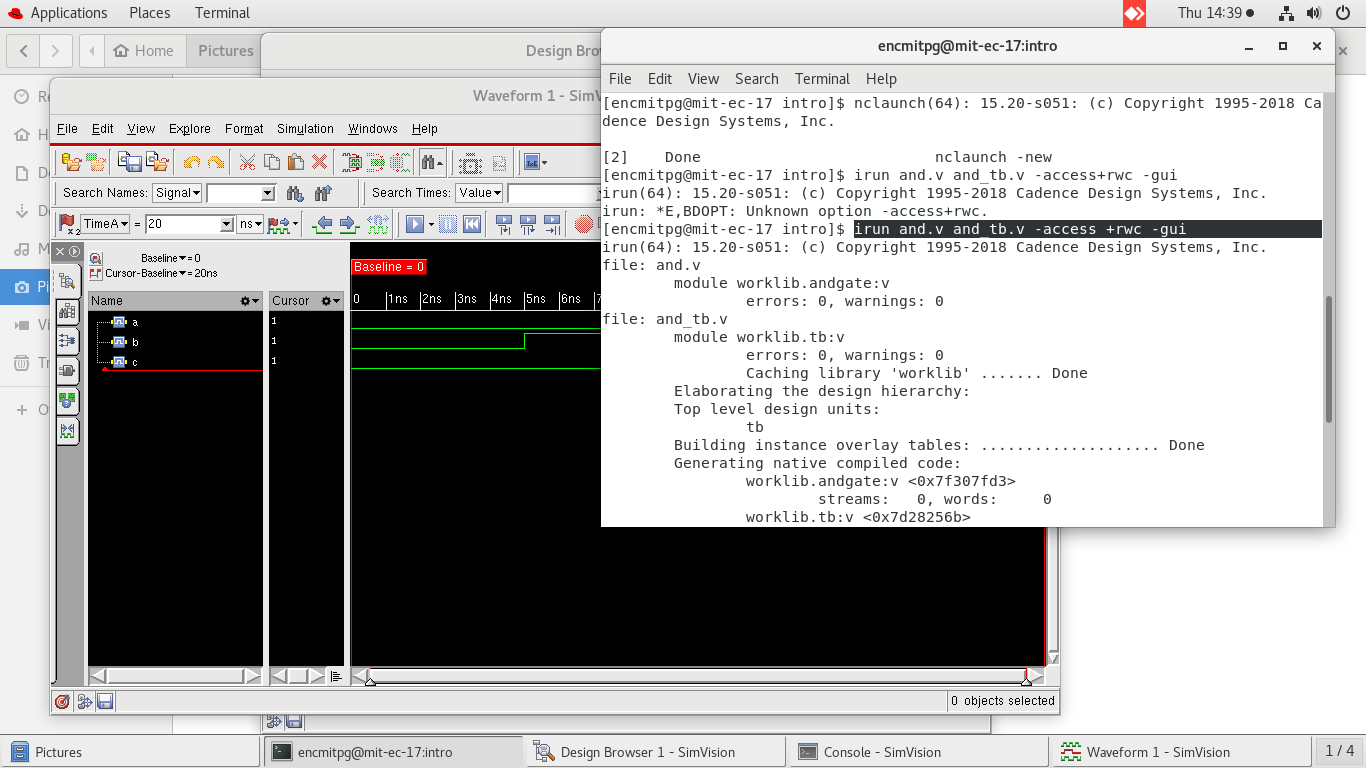 Applications Places Terminal Thu 14:39
Home Pictures
Design Brow
Waveform 1 - SimV
File Edit View Explore Format Simulation Windows Help
Search Names: Signal Search Times: Value
TimeA = 20 ns
Baseline = 0
Cursor-Baseline = 20ns
Baseline = 0
Name Cursor
0 1ns 2ns 3ns 4ns 5ns 6ns 7
a 1
b 1
c 1
0 objects selected
encmitpg@mit-ec-17:intro
File Edit View Search Terminal Help
[encmitpg@mit-ec-17 intro]$ nclaunch(64): 15.20-s051: (c) Copyright 1995-2018 Ca
dence Design Systems, Inc.
[2] Done nclaunch -new
[encmitpg@mit-ec-17 intro]$ irun and.v and_tb.v -access+rwc -gui
irun(64): 15.20-s051: (c) Copyright 1995-2018 Cadence Design Systems, Inc.
irun: *E,BDOPT: Unknown option -access+rwc.
[encmitpg@mit-ec-17 intro]$ irun and.v and_tb.v -access +rwc -gui
irun(64): 15.20-s051: (c) Copyright 1995-2018 Cadence Design Systems, Inc.
file: and.v
module worklib.andgate:v
errors: 0, warnings: 0
file: and_tb.v
module worklib.tb:v
errors: 0, warnings: 0
Caching library 'worklib' ....... Done
Elaborating the design hierarchy:
Top level design units:
tb
Building instance overlay tables: .................... Done
Generating native compiled code:
worklib.andgate:v <0x7f307fd3>
streams: 0, words: 0
worklib.tb:v <0x7d28256b>
Pictures encmitpg@mit-ec-17:intro Design Browser 1 - SimVision Console - SimVision Waveform 1 - SimVision 1 / 4